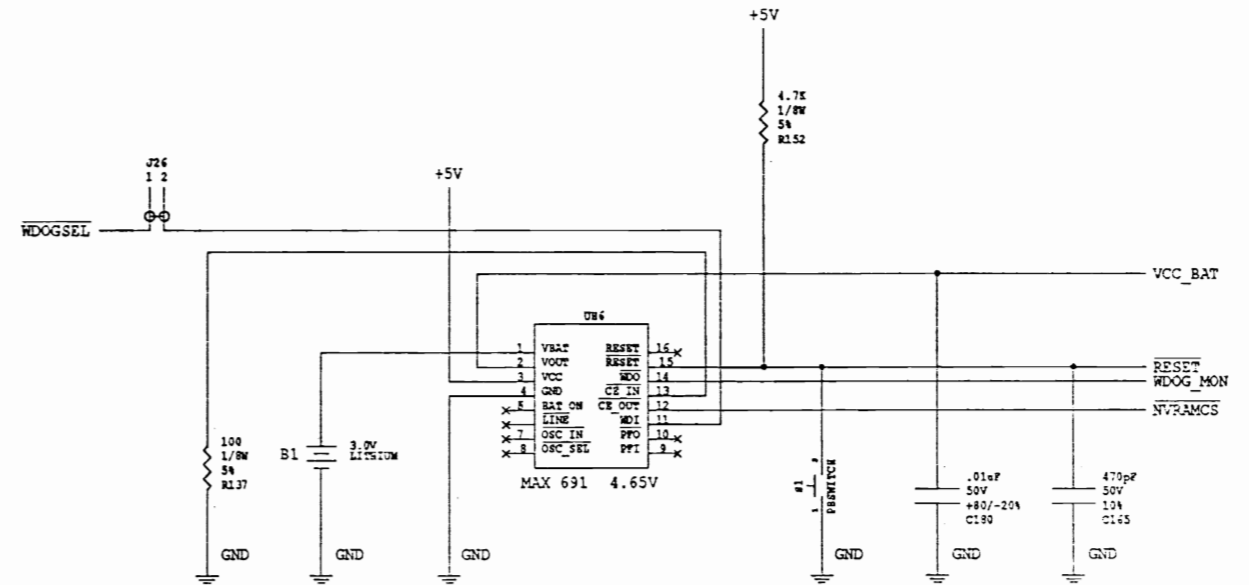 +5V
4.7K
1/8W
5%
R152
J26
1 2
+5V
WDOGSEL
VCC_BAT
U86
1 VBAT RESET 16
2 VOUT RESET 15
3 VCC WDO 14
4 GND CE IN 13
5 BAT ON CE OUT 12
LINE WDI 11
7 OSC IN PFO 10
8 OSC SEL PFI 9
MAX 691 4.65V
RESET
WDOG_MON
NVRAMCS
100
1/8W
5%
R137
B1
3.0V
LITHIUM
PBSWITCH
1
.01uF
50V
+80/-20%
C180
470pF
50V
10%
C165
GND
GND
GND
GND
GND
GND